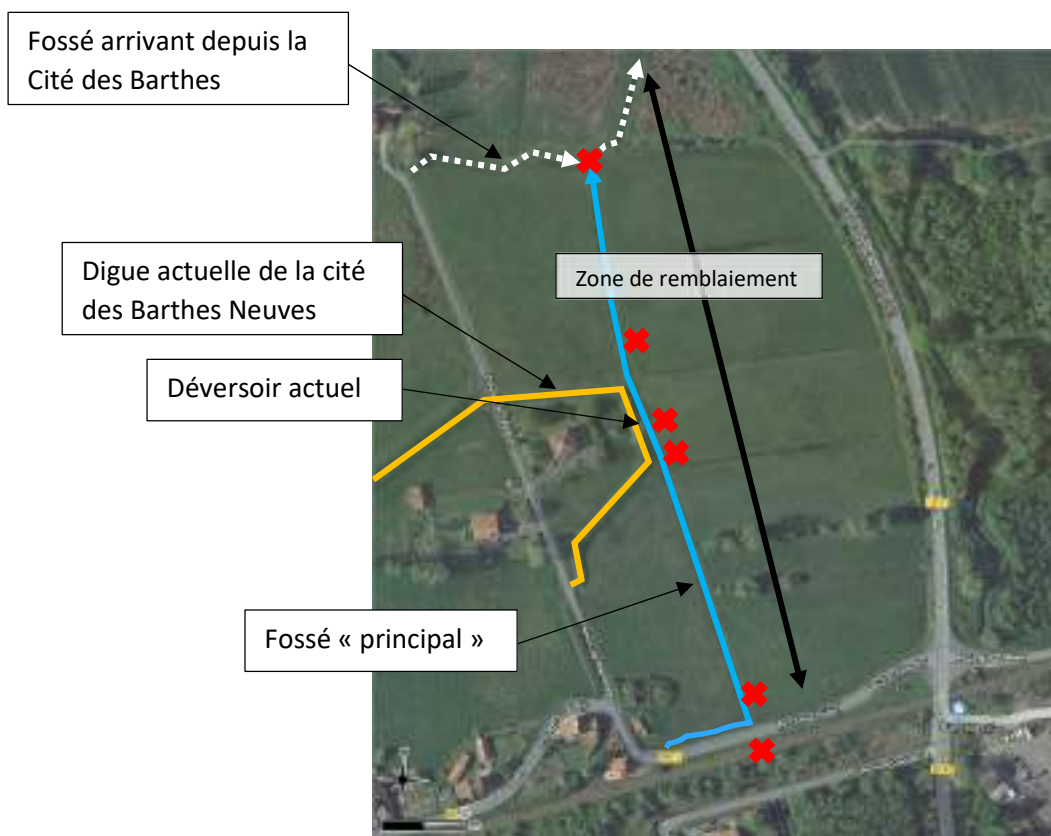 Fossé arrivant depuis la
Cité des Barthes
Zone de remblaiement
Digue actuelle de la cité
des Barthes Neuves
Déversoir actuel
Fossé « principal »